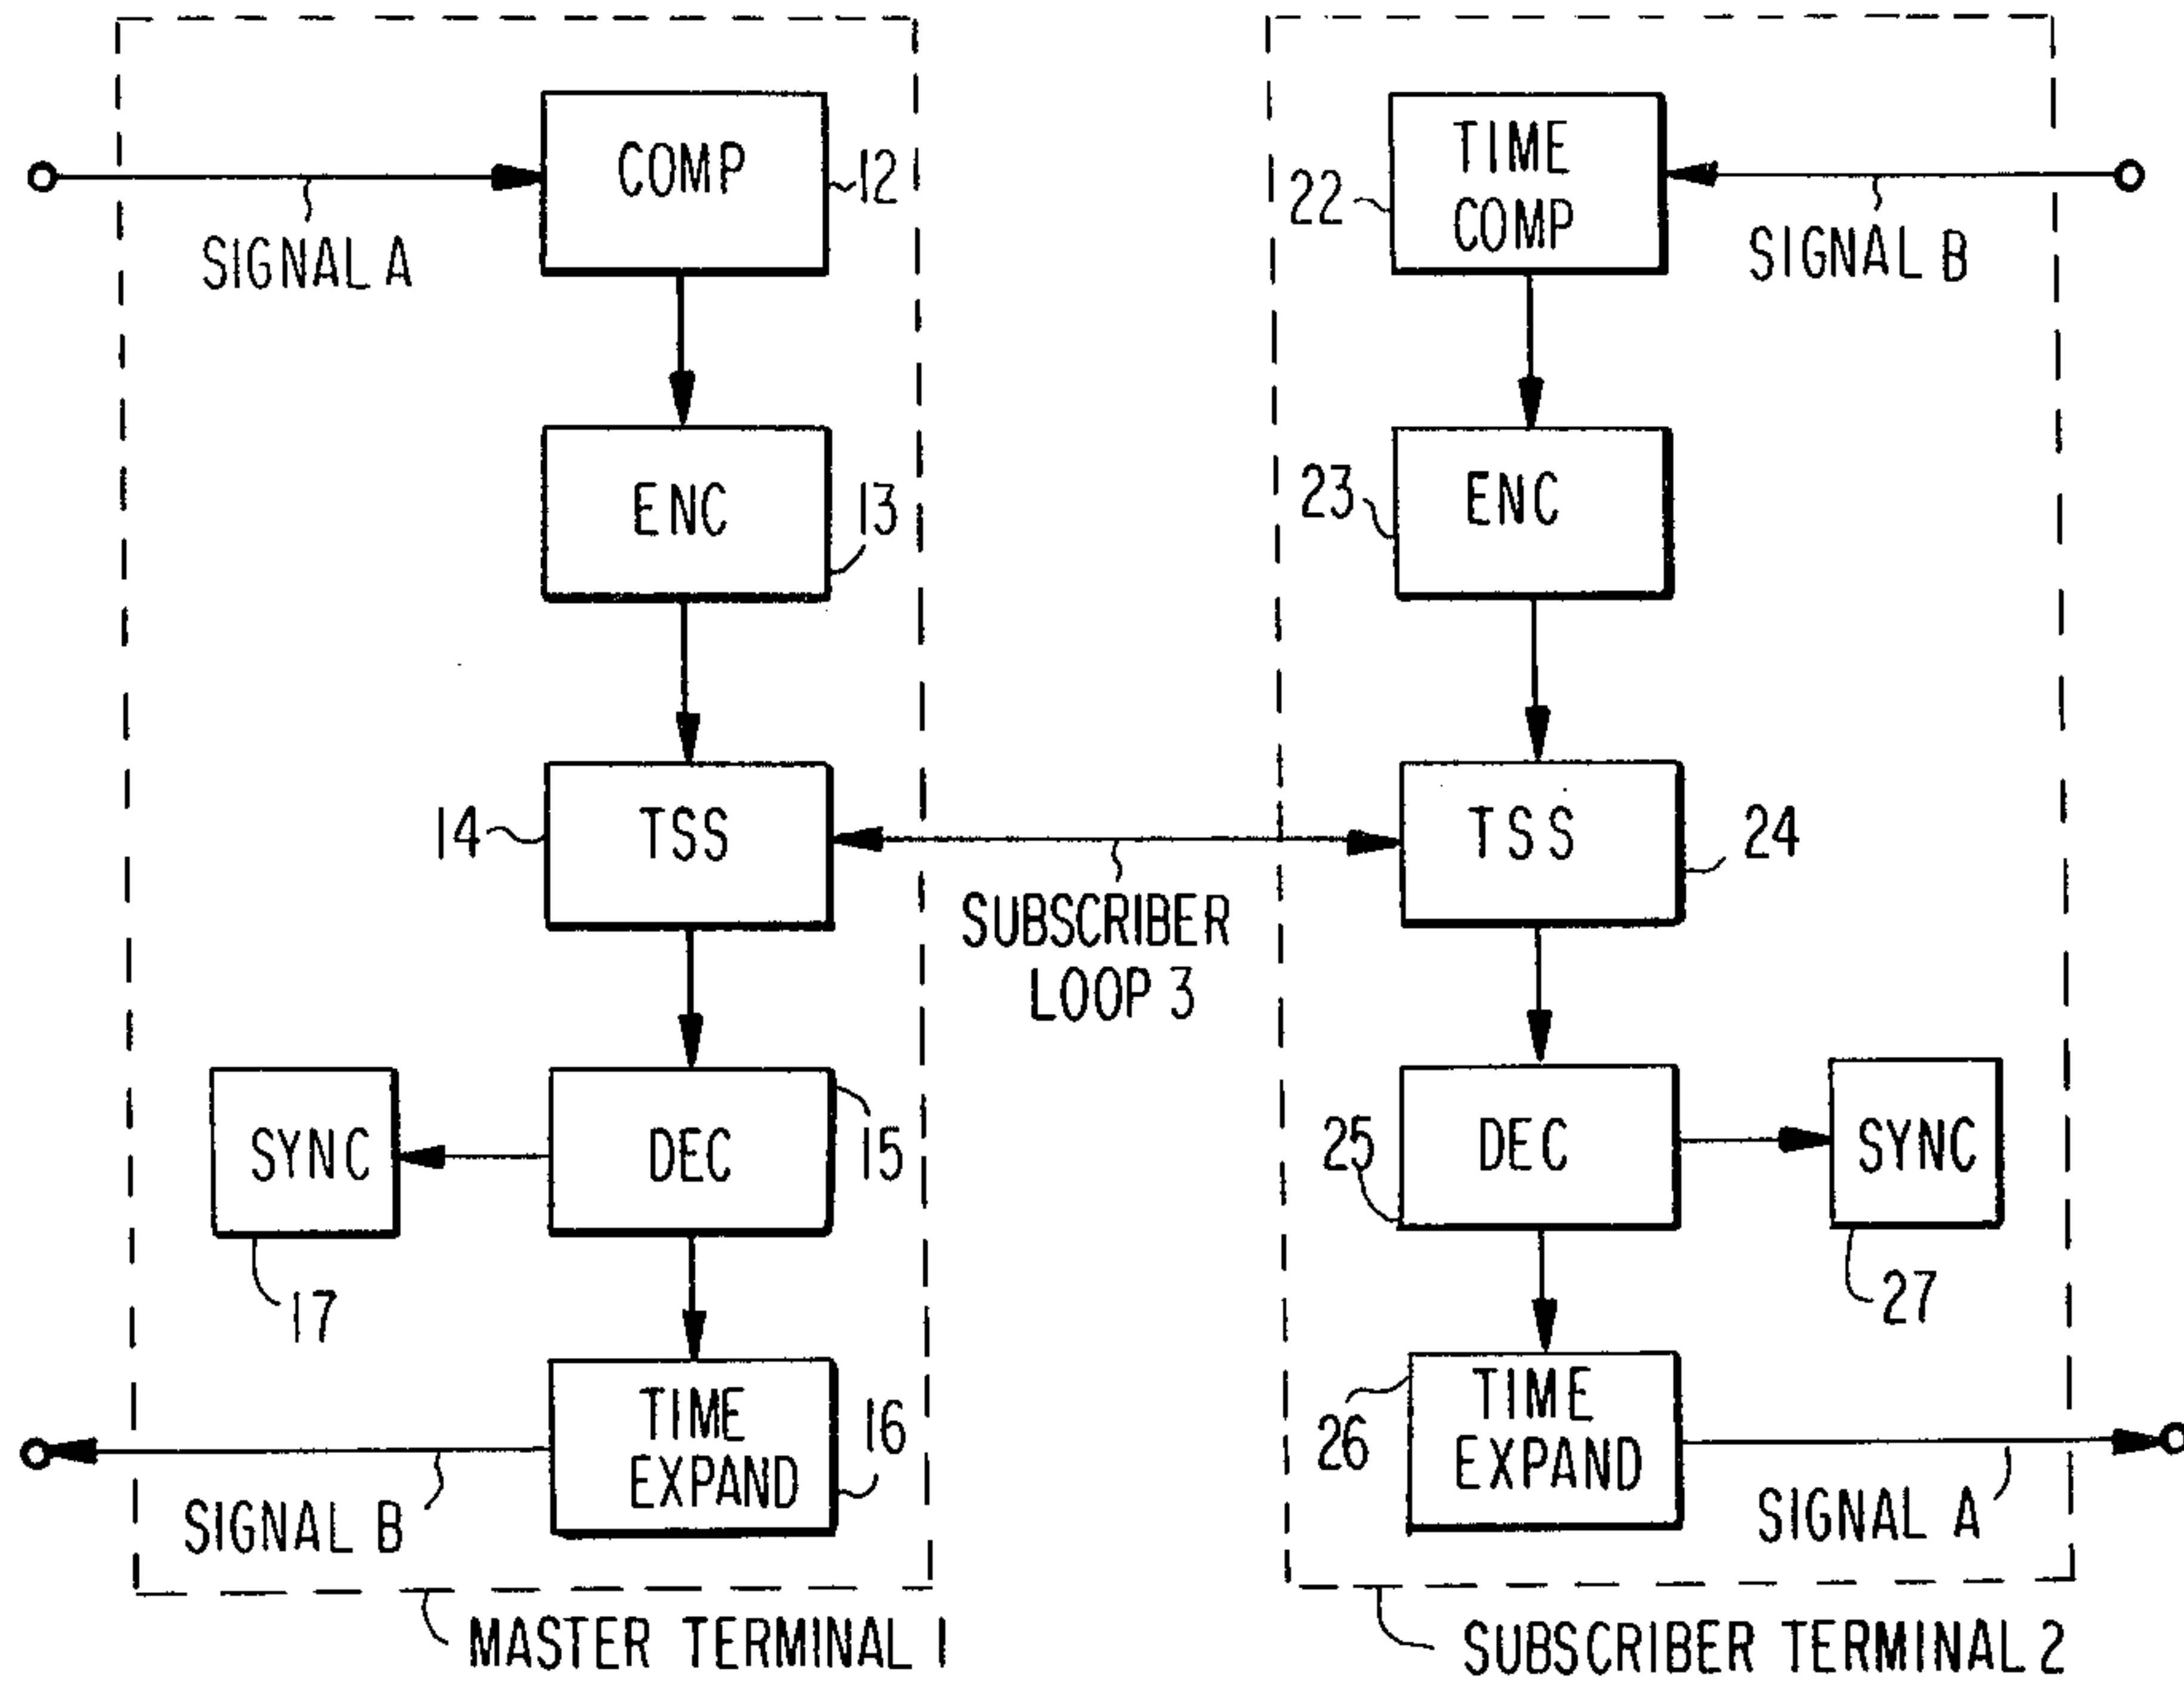 COMP
12
SIGNAL A
ENC
13
TSS
14
DEC
15
SYNC
17
TIME
EXPAND
16
SIGNAL B
MASTER TERMINAL 1
SUBSCRIBER
LOOP 3
TIME
COMP
22
SIGNAL B
ENC
23
TSS
24
DEC
25
SYNC
27
TIME
EXPAND
26
SIGNAL A
SUBSCRIBER TERMINAL 2